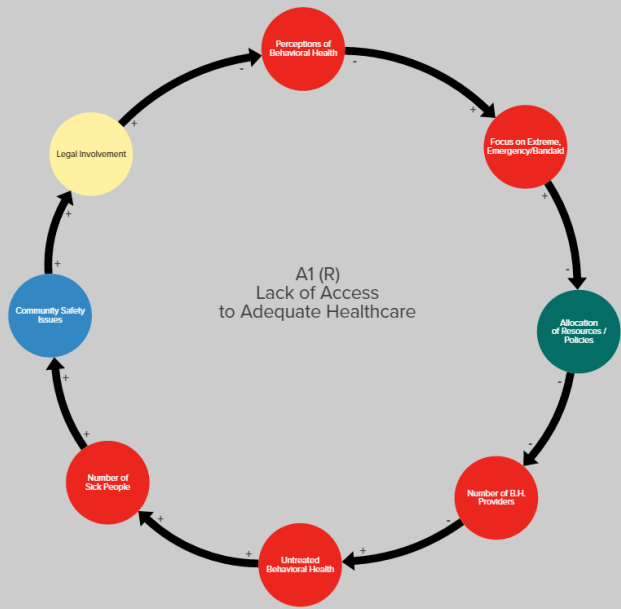 Perceptions of
Behavioral Health
-
-
+
+
Legal Involvement
Focus on Extreme,
Emergency/Bandaid
+
+
-
+
A1 (R)
Lack of Access
to Adequate Healthcare
Community Safety
Issues
Allocation
of Resources /
Policies
+
-
+
-
Number of
Sick People
Number of B.H.
Providers
-
+
+
+
Untreated
Behavioral Health